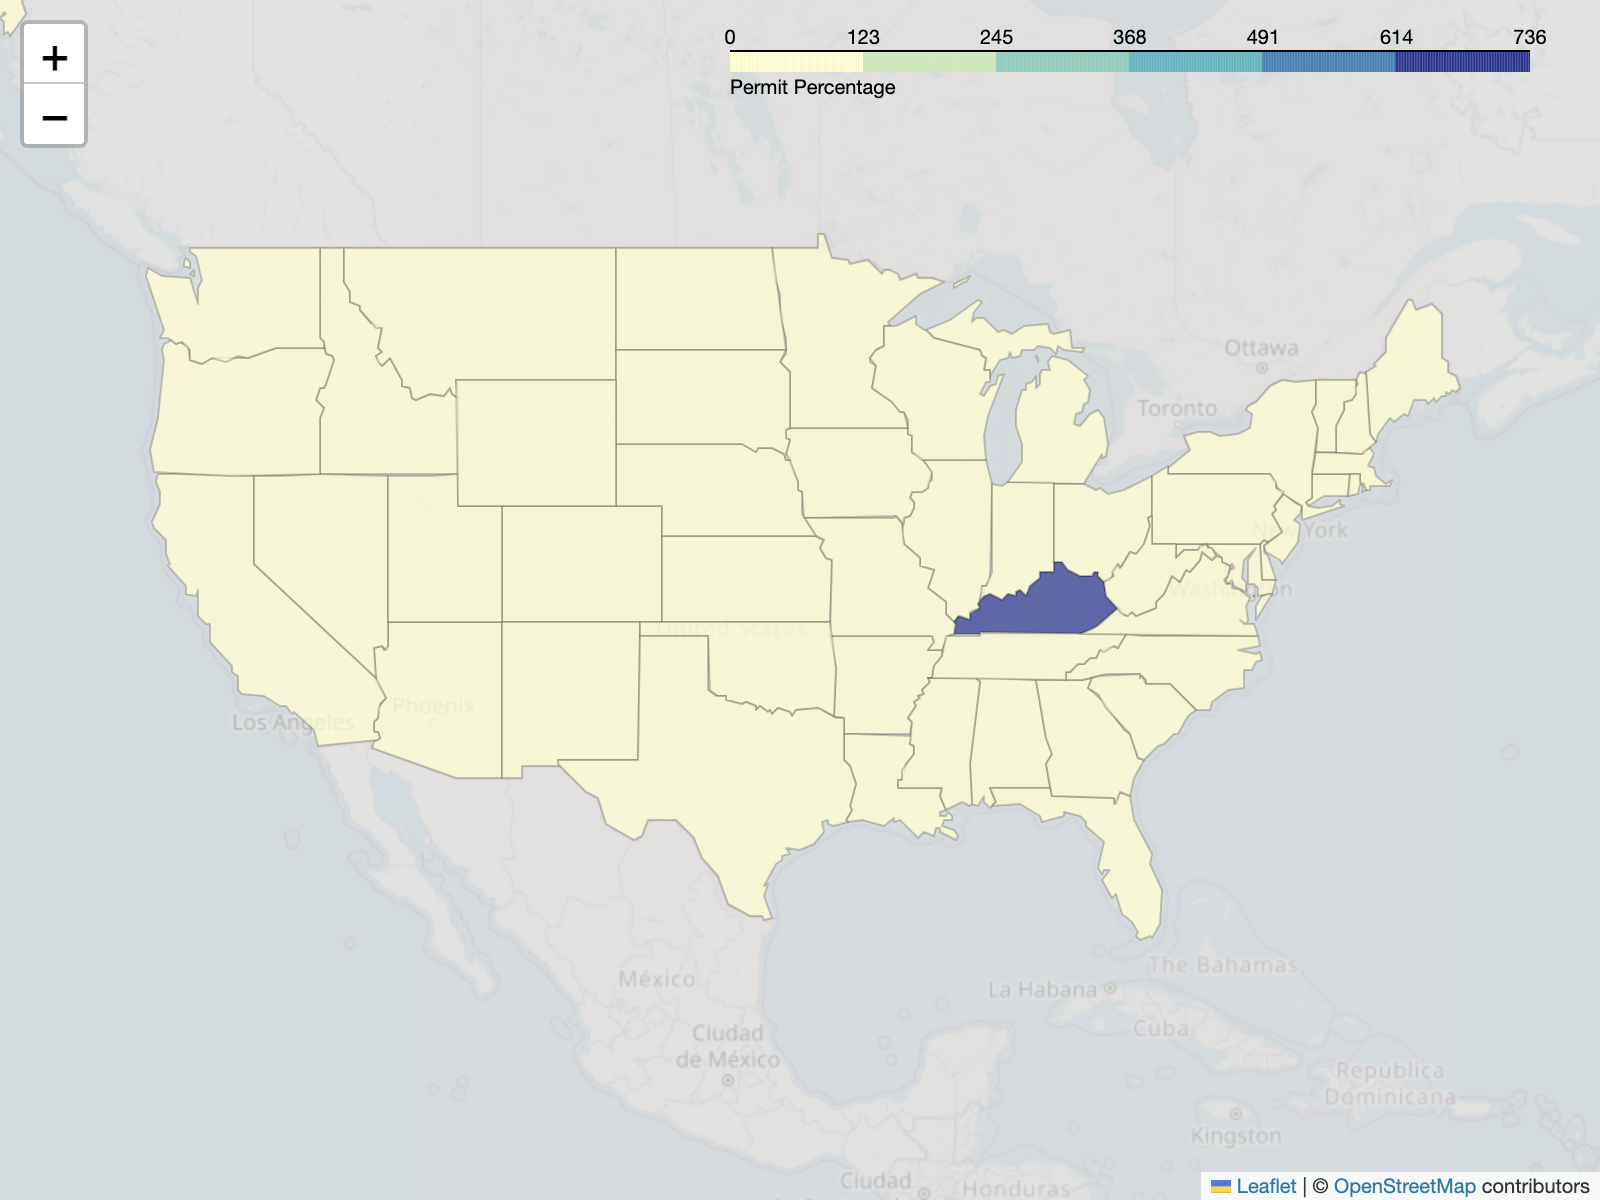 +
−
0 123 245 368 491 614 736
Permit Percentage
Ottawa
Toronto
New York
Washington
United States
Phoenix
Los Angeles
México
Ciudad
de México
La Habana
The Bahamas
Cuba
República
Dominicana
Kingston
Ciudad
Honduras
Leaflet | © OpenStreetMap contributors